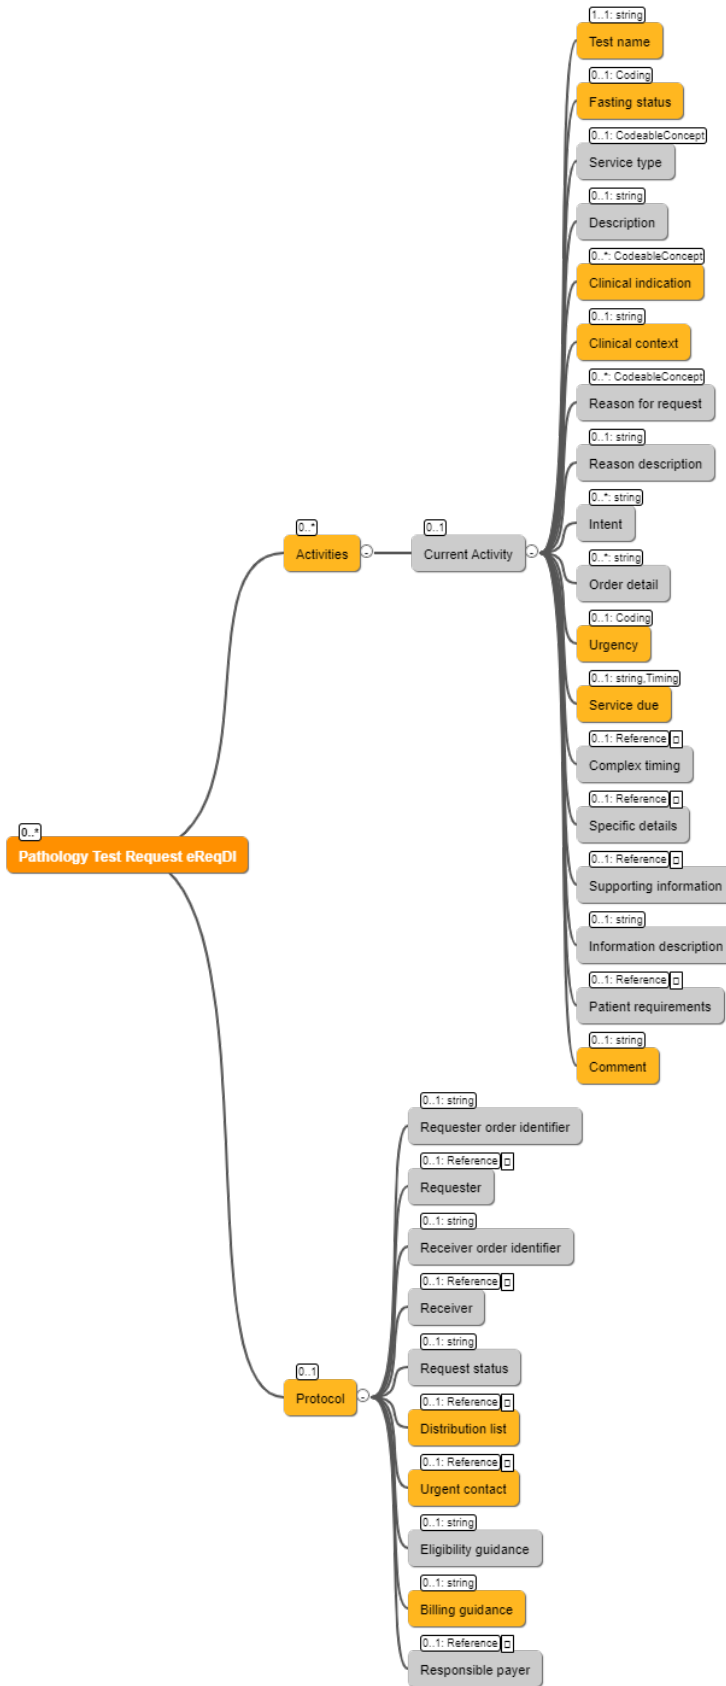 1..1: string
Test name
0..1: Coding
Fasting status
0..1: CodeableConcept
Service type
0..1: string
Description
0..*: CodeableConcept
Clinical indication
0..1: string
Clinical context
0..*: CodeableConcept
Reason for request
0..1: string
Reason description
0..*: string
Intent
0..*: string
Order detail
0..1: Coding
Urgency
0..1: string,Timing
Service due
0..1: Reference
Complex timing
0..1: Reference
Specific details
0..1: Reference
Supporting information
0..1: string
Information description
0..1: Reference
Patient requirements
0..1: string
Comment
0..*
Activities
0..1
Current Activity
0..*
Pathology Test Request eReqDI
0..1
Protocol
0..1: string
Requester order identifier
0..1: Reference
Requester
0..1: string
Receiver order identifier
0..1: Reference
Receiver
0..1: string
Request status
0..1: Reference
Distribution list
0..1: Reference
Urgent contact
0..1: string
Eligibility guidance
0..1: string
Billing guidance
0..1: Reference
Responsible payer